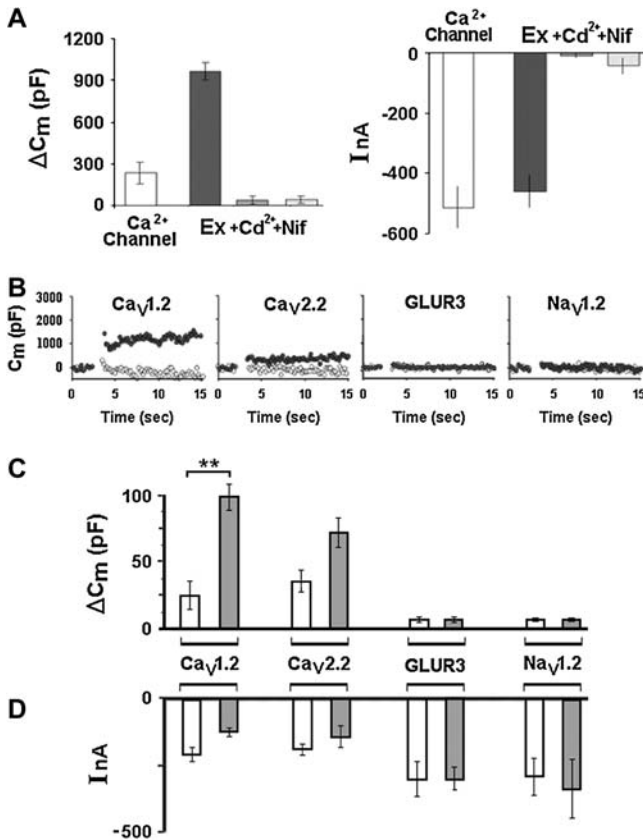 A
ΔCm (pF)
1200
900
600
300
0
Ca2+
Channel
Ex +Cd2+ +Nif
Ca2+
Channel
Ex +Cd2+ +Nif
I nA
0
-200
-400
-600
B
Cm (pF)
3000
2000
1000
0
CaV1.2
CaV2.2
GLUR3
NaV1.2
0 5 10 15
0 5 10 15
0 5 10 15
0 5 10 15
Time (sec)
Time (sec)
Time (sec)
Time (sec)
C
**
ΔCm (pF)
100
50
0
CaV1.2
CaV2.2
GLUR3
NaV1.2
D
I nA
0
-500